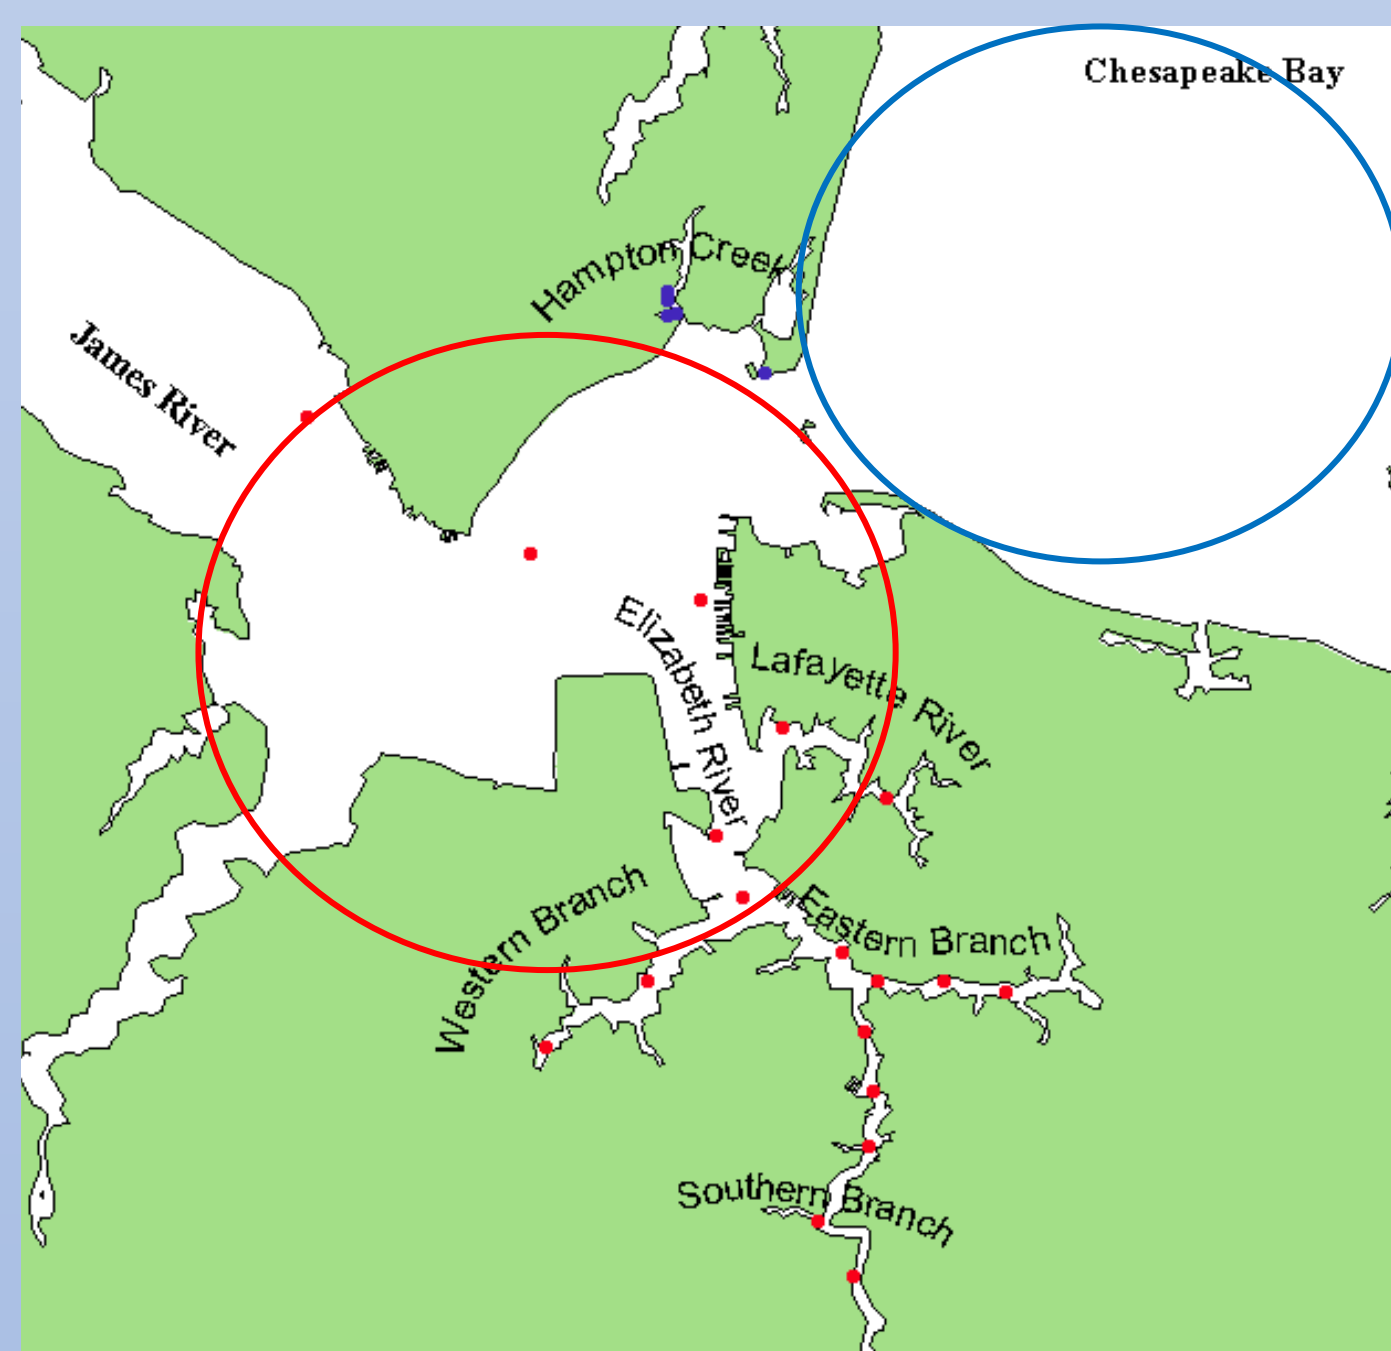 Chesapeake Bay
Hampton Creek
James River
Elizabeth River
Lafayette River
Western Branch
Eastern Branch
Southern Branch